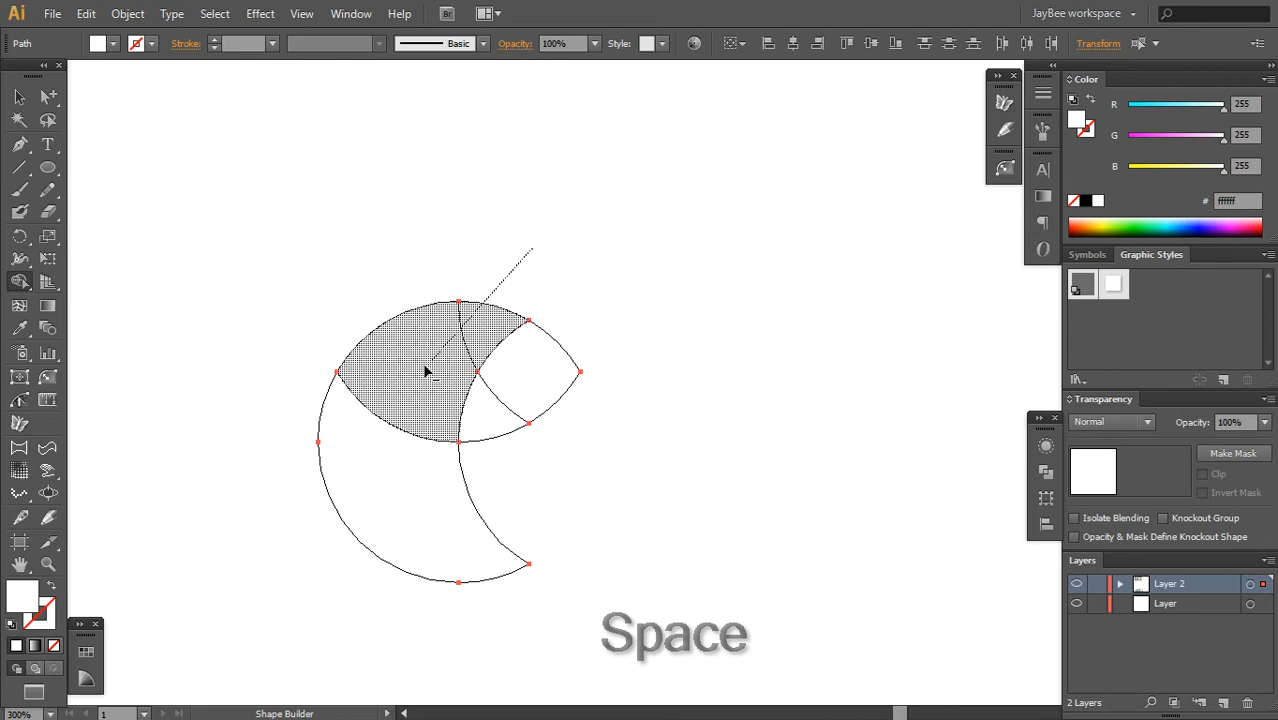 Ai File Edit Object Type Select Effect View Window Help Br JayBee workspace
Path Stroke: Basic Opacity: 100% Style: Transform
Color
R 255
G 255
B 255
# ffffff
Symbols Graphic Styles
Transparency
Normal Opacity: 100%
Make Mask
Clip
Invert Mask
Isolate Blending Knockout Group
Opacity & Mask Define Knockout Shape
Layers
Layer 2
Layer
2 Layers
Space
300% 1 Shape Builder